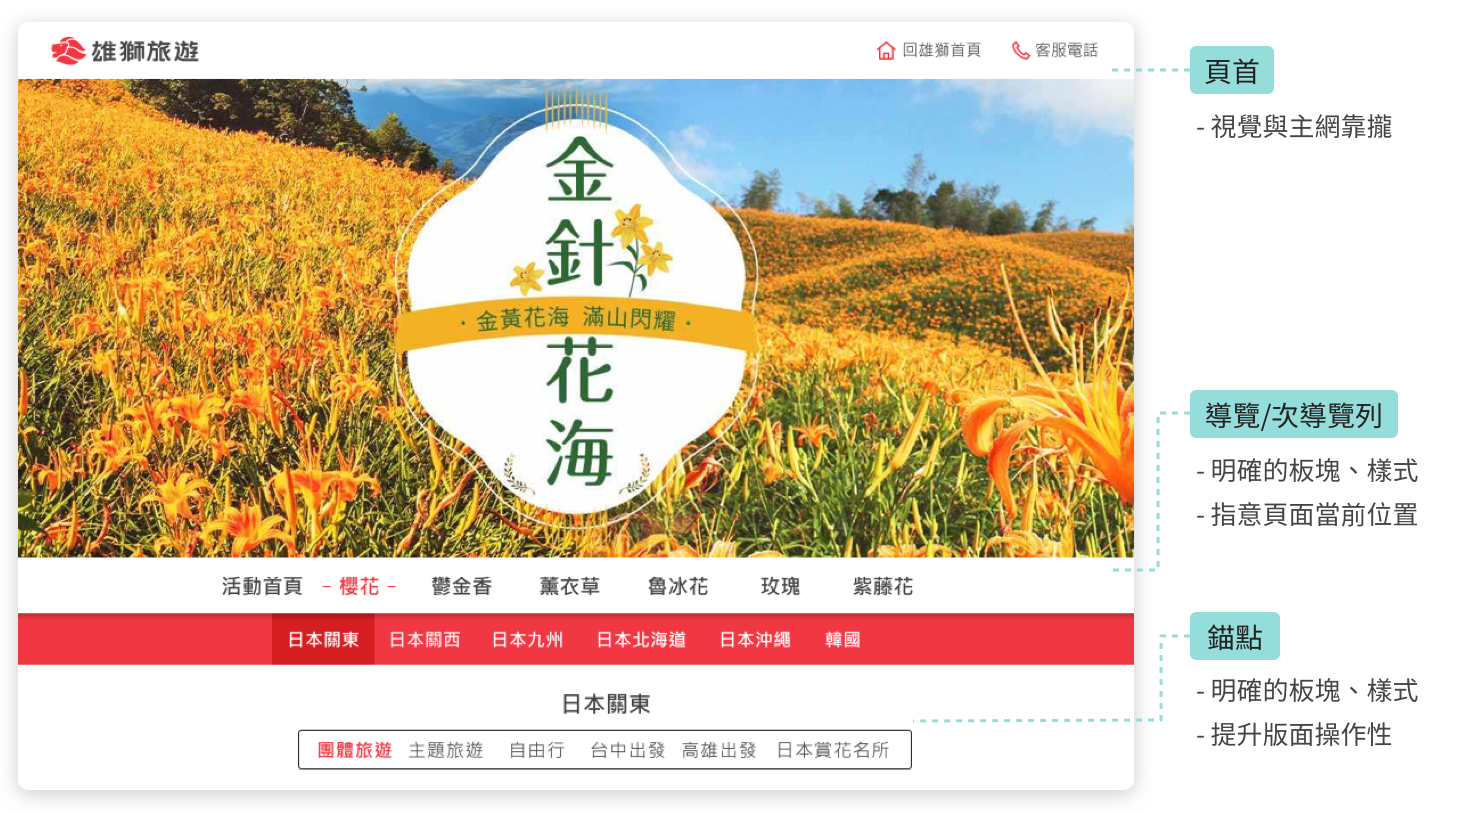 雄獅旅遊
回雄獅首頁
客服電話
金針花海
·金黃花海 滿山閃耀·
活動首頁 – 櫻花 – 鬱金香 薰衣草 魯冰花 玫瑰 紫藤花
日本關東 日本關西 日本九州 日本北海道 日本沖繩 韓國
日本關東
團體旅遊 主題旅遊 自由行 台中出發 高雄出發 日本賞花名所
頁首
- 視覺與主網靠攏
導覽/次導覽列
- 明確的板塊、樣式
- 指意頁面當前位置
錨點
- 明確的板塊、樣式
- 提升版面操作性